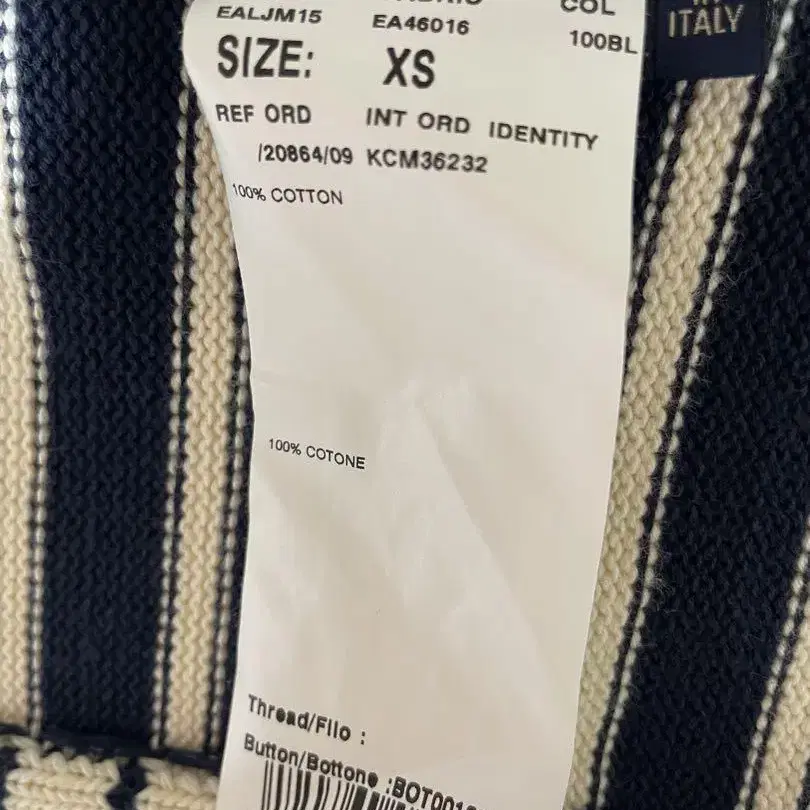 COL
ITALY
EALJM15 EA46016 100BL
SIZE: XS
REF ORD INT ORD IDENTITY
/20864/09 KCM36232
100% COTTON
100% COTONE
Thread/Filo :
Button/Bottone :